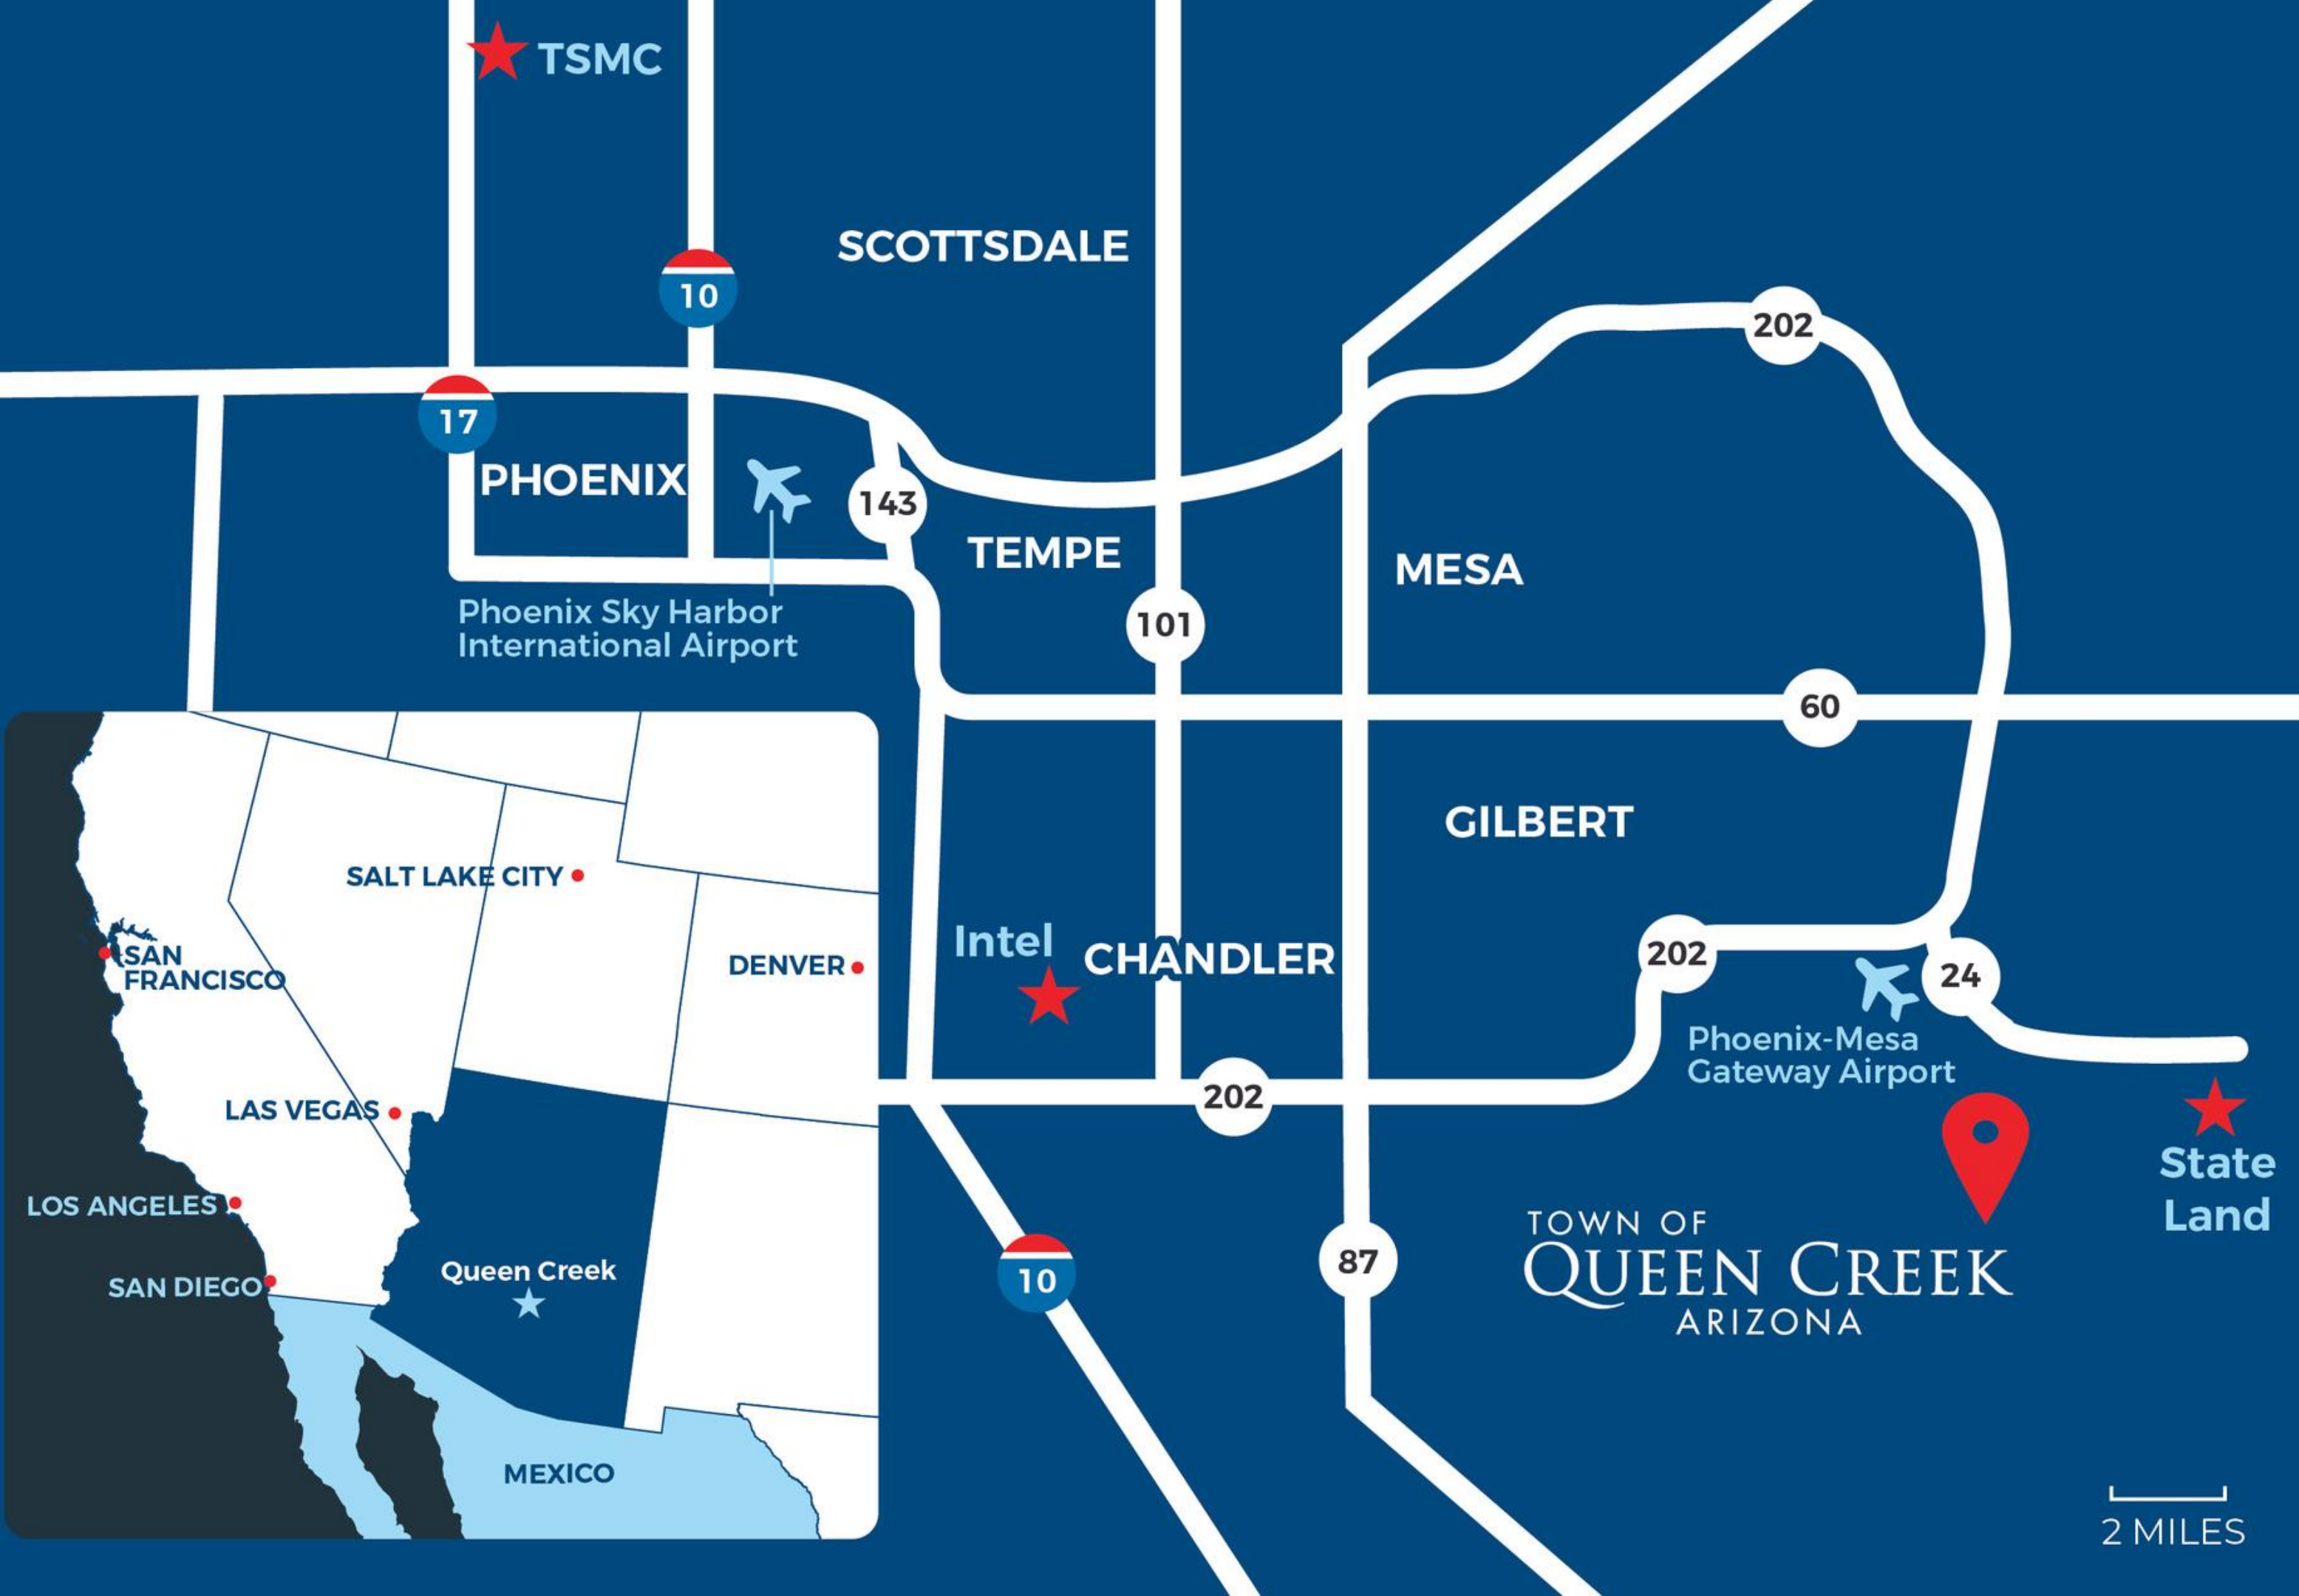 TSMC
SCOTTSDALE
10
202
17
PHOENIX
143
TEMPE
MESA
101
Phoenix Sky Harbor
International Airport
60
GILBERT
SALT LAKE CITY
Intel
CHANDLER
SAN
FRANCISCO
DENVER
202
24
Phoenix-Mesa
Gateway Airport
LAS VEGAS
202
State
Land
LOS ANGELES
TOWN OF
QUEEN CREEK
ARIZONA
SAN DIEGO
Queen Creek
10
87
MEXICO
2 MILES